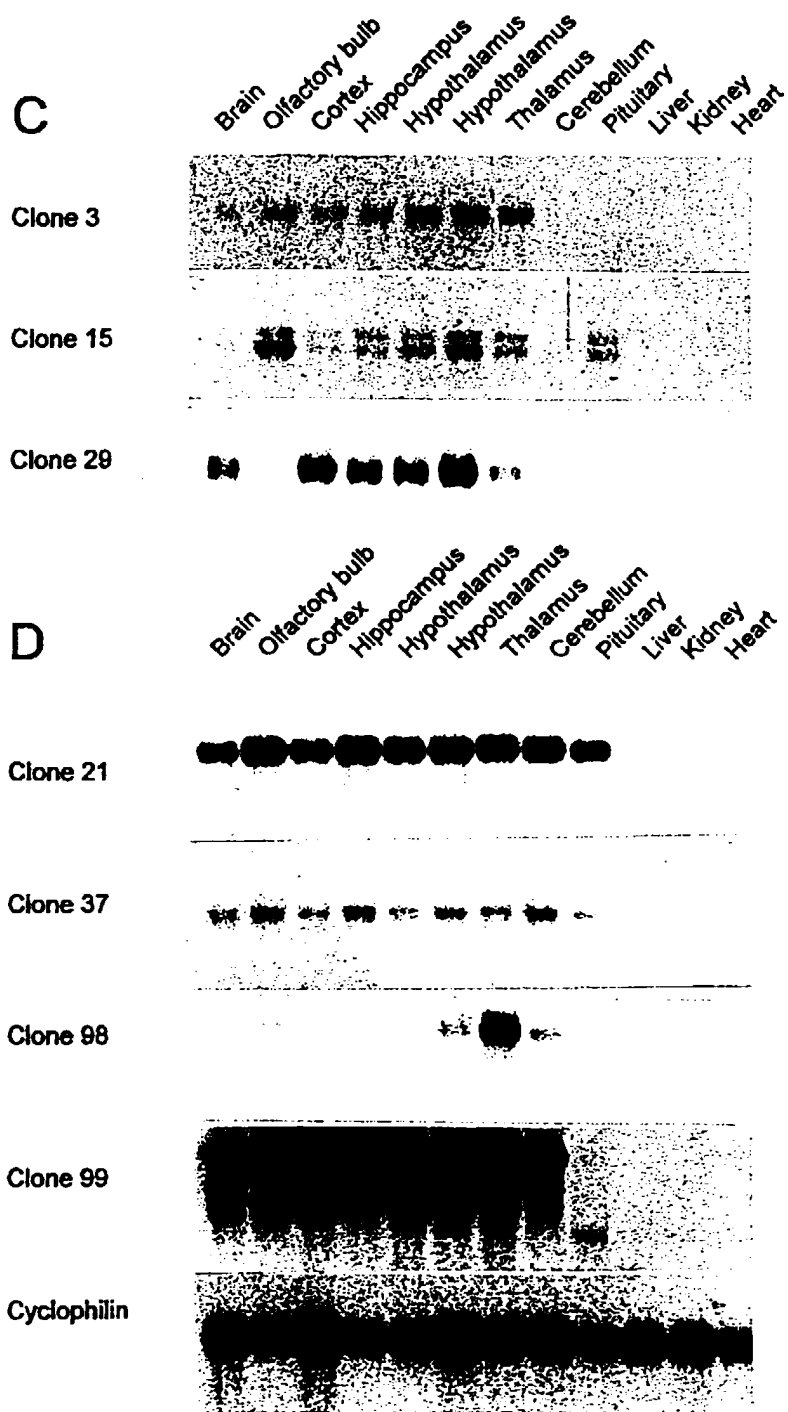 C
Brain Olfactory bulb Cortex Hippocampus Hypothalamus Hypothalamus Thalamus Cerebellum Pituitary Liver Kidney Heart
Clone 3
Clone 15
Clone 29
D
Brain Olfactory bulb Cortex Hippocampus Hypothalamus Hypothalamus Thalamus Cerebellum Pituitary Liver Kidney Heart
Clone 21
Clone 37
Clone 98
Clone 99
Cyclophilin